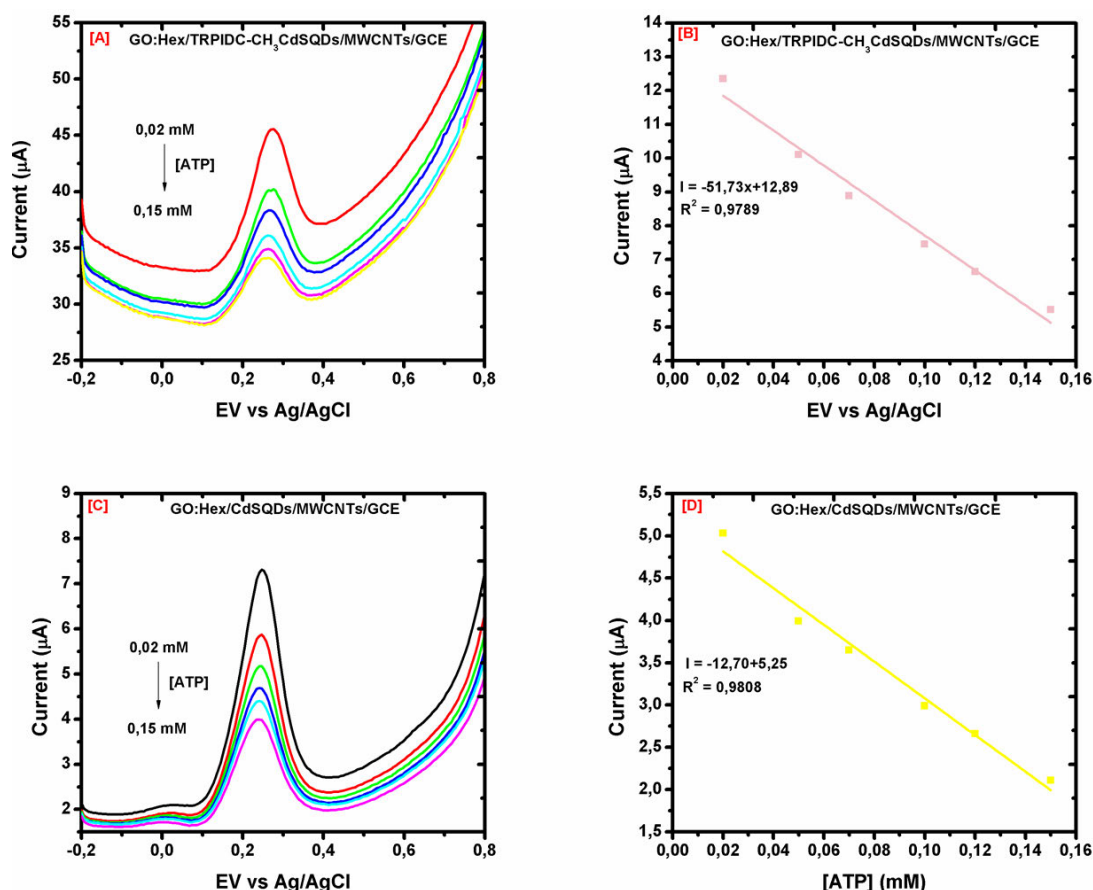 [A]
GO:Hex/TRPIDC-CH3CdSQDs/MWCNTs/GCE
55
50
45
40
35
30
25
Current (µA)
0,02 mM
[ATP]
0,15 mM
-0,2 0,0 0,2 0,4 0,6 0,8
EV vs Ag/AgCl
[B]
GO:Hex/TRPIDC-CH3CdSQDs/MWCNTs/GCE
14
13
12
11
10
9
8
7
6
5
4
Current (µA)
I = -51,73x+12,89
R2 = 0,9789
0,00 0,02 0,04 0,06 0,08 0,10 0,12 0,14 0,16
EV vs Ag/AgCl
[C]
GO:Hex/CdSQDs/MWCNTs/GCE
9
8
7
6
5
4
3
2
Current (µA)
0,02 mM
[ATP]
0,15 mM
-0,2 0,0 0,2 0,4 0,6 0,8
EV vs Ag/AgCl
[D]
GO:Hex/CdSQDs/MWCNTs/GCE
5,5
5,0
4,5
4,0
3,5
3,0
2,5
2,0
1,5
Current (µA)
I = -12,70+5,25
R2 = 0,9808
0,00 0,02 0,04 0,06 0,08 0,10 0,12 0,14 0,16
[ATP] (mM)